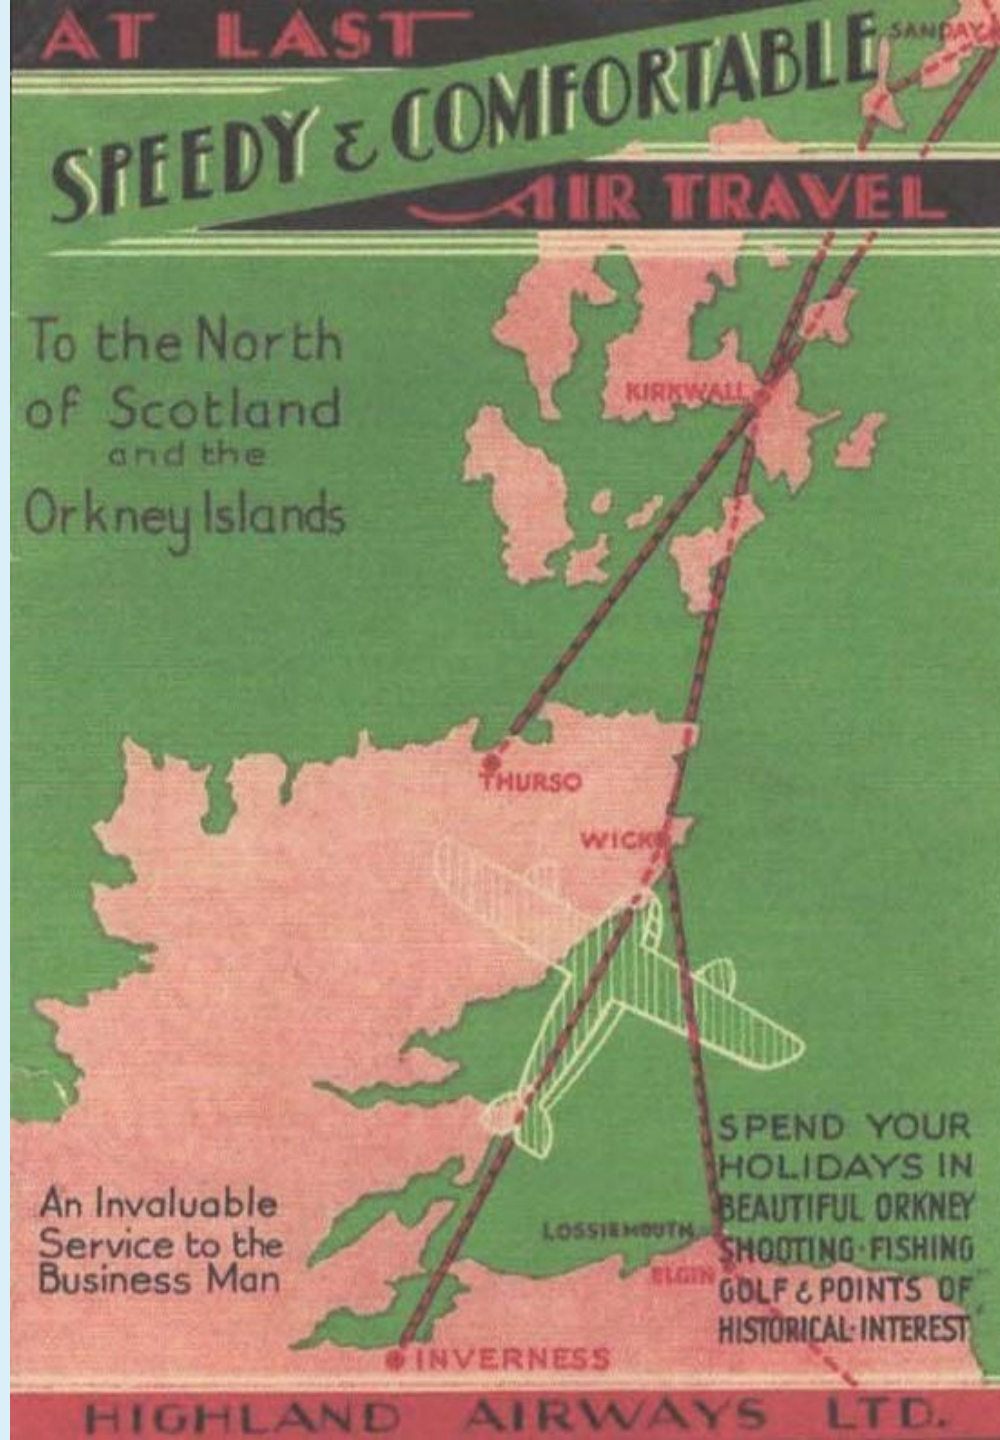 AT LAST
SPEEDY & COMFORTABLE
AIR TRAVEL
SANDAY
To the North
of Scotland
and the
Orkney Islands
KIRKWALL
THURSO
WICK
An Invaluable
Service to the
Business Man
LOSSIEMOUTH
ELGIN
SPEND YOUR
HOLIDAYS IN
BEAUTIFUL ORKNEY
SHOOTING·FISHING
GOLF & POINTS OF
HISTORICAL·INTEREST
INVERNESS
HIGHLAND AIRWAYS LTD.